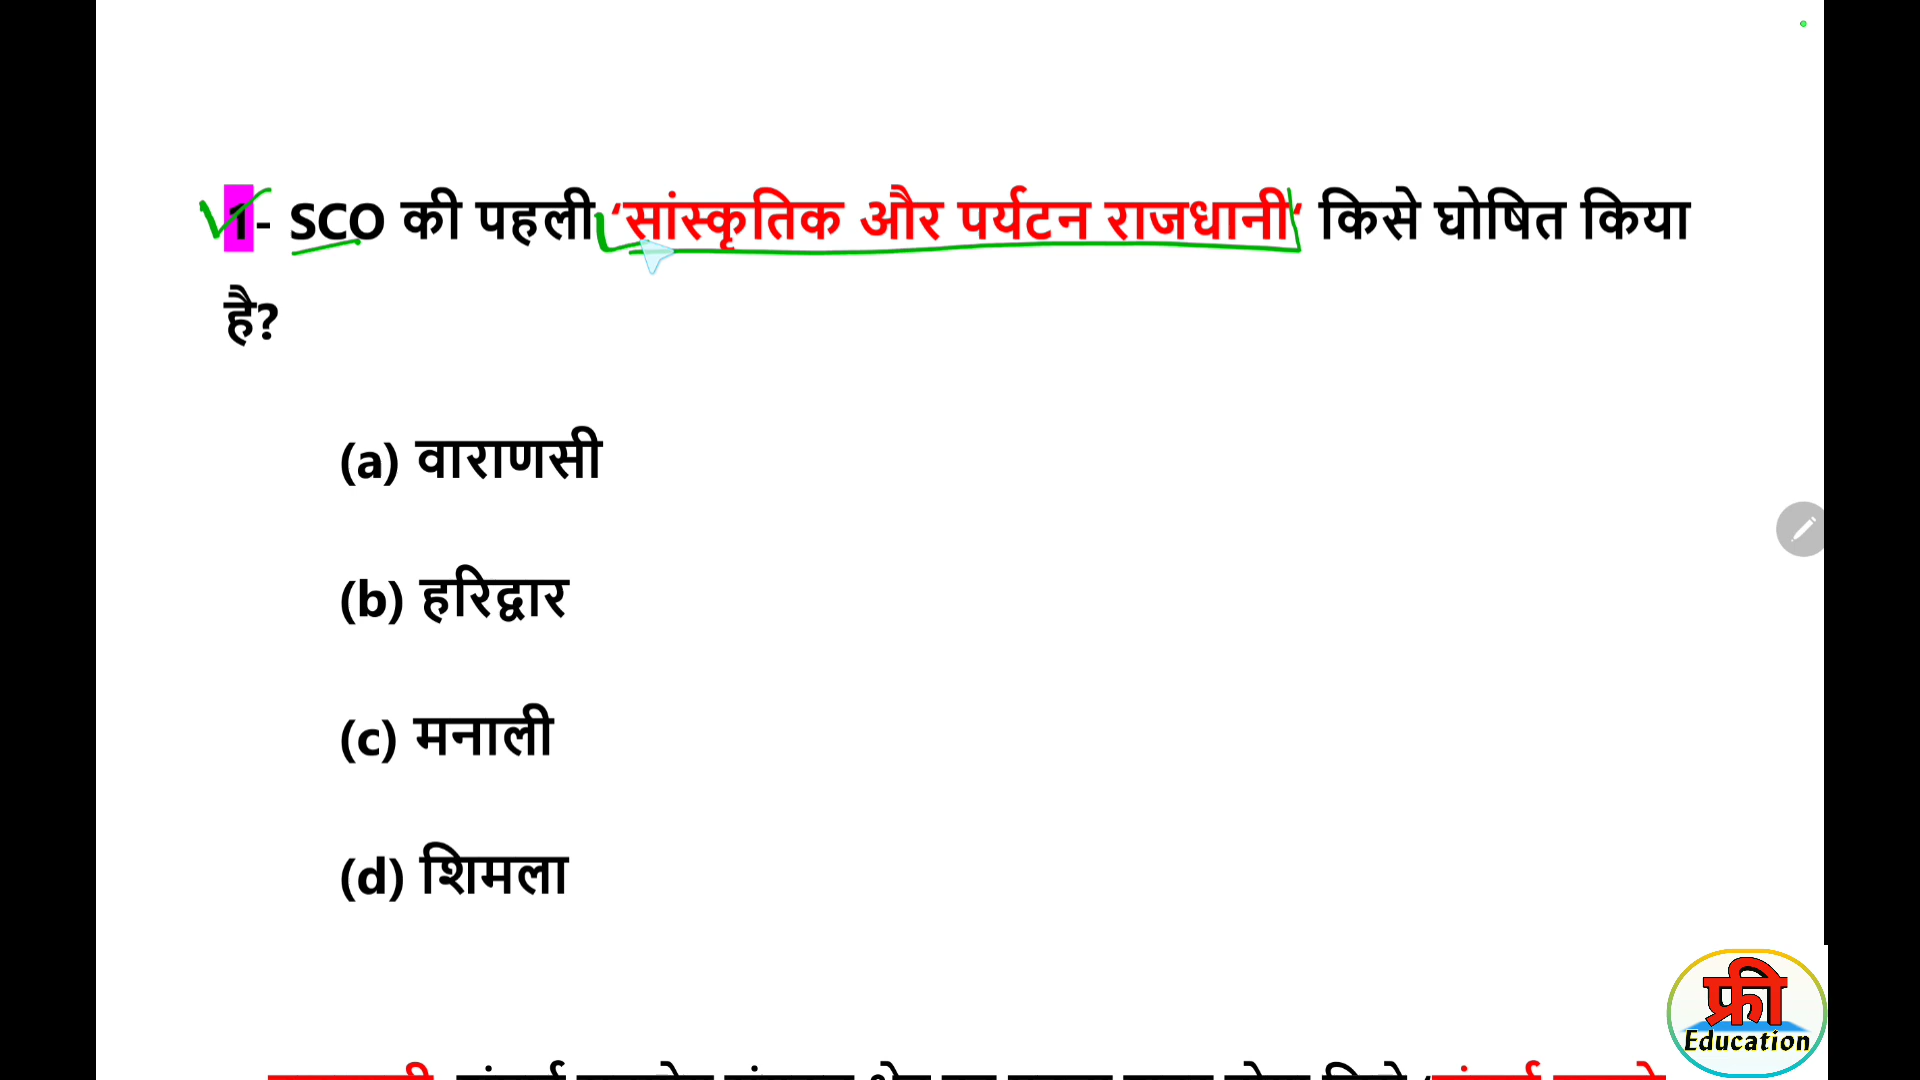 1- SCO की पहली ‘सांस्कृतिक और पर्यटन राजधानी’ किसे घोषित किया
है?
(a) वाराणसी
(b) हरिद्वार
(c) मनाली
(d) शिमला
फ्री
Education